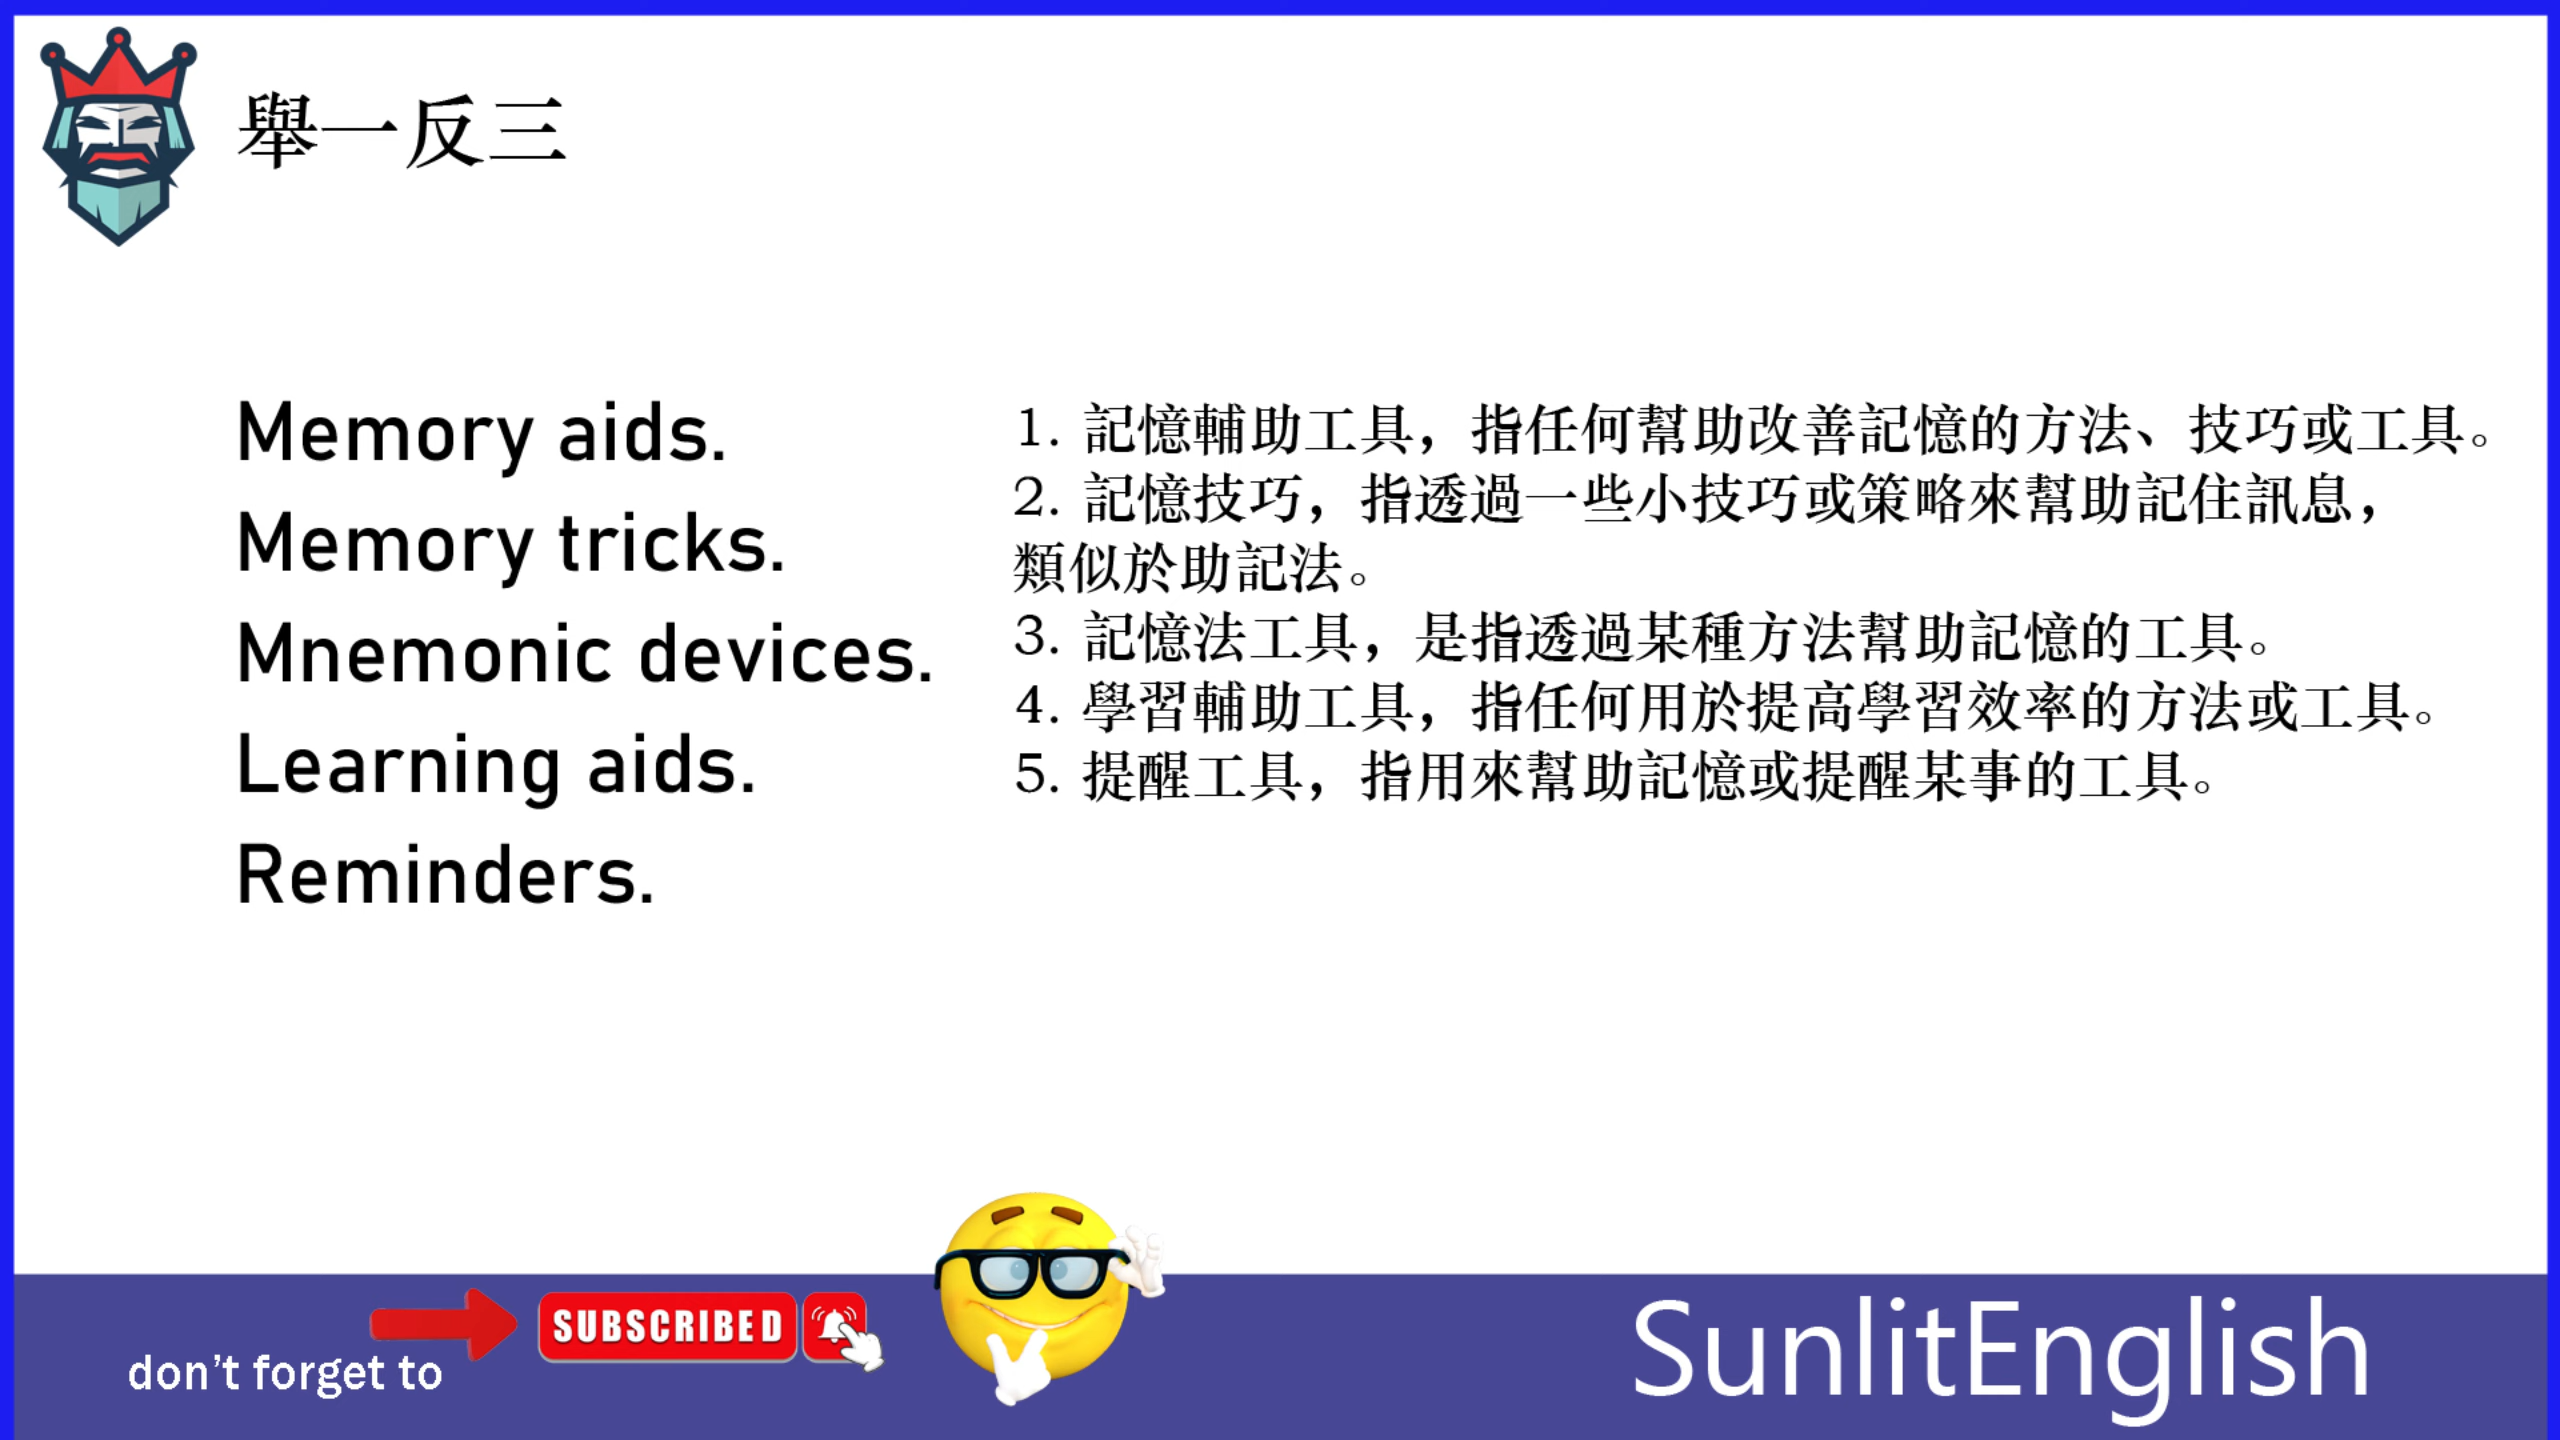 舉一反三
Memory aids.
Memory tricks.
Mnemonic devices.
Learning aids.
Reminders.
1. 記憶輔助工具，指任何幫助改善記憶的方法、技巧或工具。
2. 記憶技巧，指透過一些小技巧或策略來幫助記住訊息，
類似於助記法。
3. 記憶法工具，是指透過某種方法幫助記憶的工具。
4. 學習輔助工具，指任何用於提高學習效率的方法或工具。
5. 提醒工具，指用來幫助記憶或提醒某事的工具。
don't forget to
SUBSCRIBED
SunlitEnglish